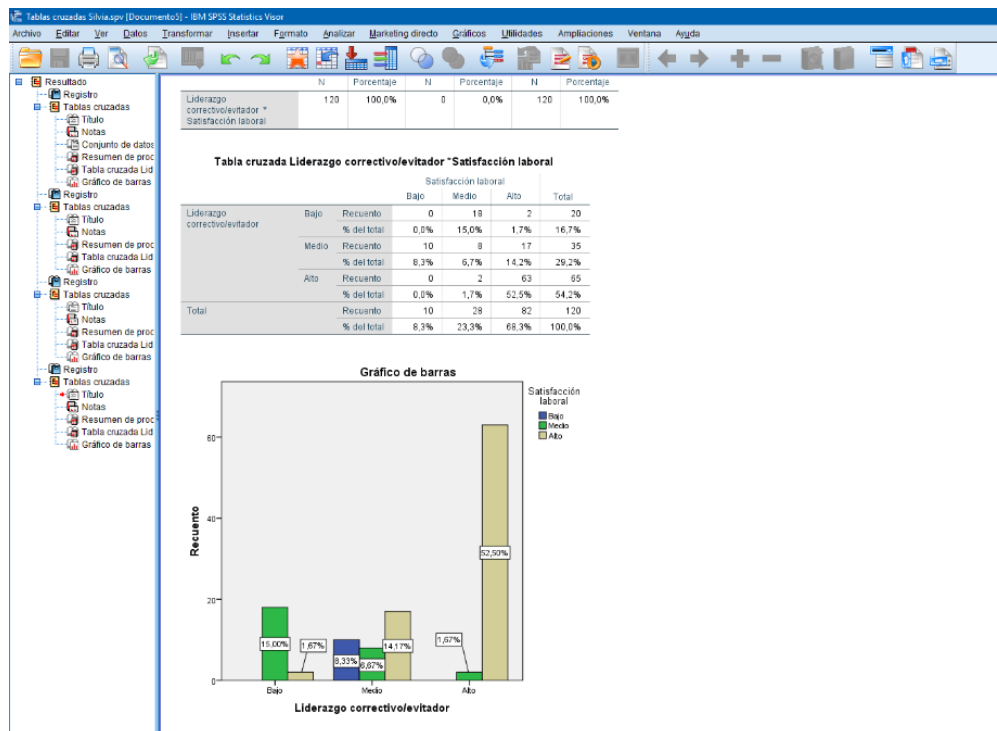 Tablas cruzadas Silvia.spv [Documento5] - IBM SPSS Statistics Visor
Archivo Editar Ver Datos Transformar Insertar Formato Analizar Marketing directo Gráficos Utilidades Ampliaciones Ventana Ayuda
Resultado
Registro
Tablas cruzadas
Título
Notas
Conjunto de datos
Resumen de proc
Tabla cruzada Lid
Gráfico de barras
Registro
Tablas cruzadas
Título
Notas
Resumen de proc
Tabla cruzada Lid
Gráfico de barras
Registro
Tablas cruzadas
Título
Notas
Resumen de proc
Tabla cruzada Lid
Gráfico de barras
Registro
Tablas cruzadas
Título
Notas
Resumen de proc
Tabla cruzada Lid
Gráfico de barras
N Porcentaje N Porcentaje N Porcentaje
Liderazgo 120 100,0% 0 0,0% 120 100,0%
correctivo/evitador *
Satisfacción laboral
Tabla cruzada Liderazgo correctivo/evitador *Satisfacción laboral
Satisfacción laboral
Bajo Medio Alto Total
Liderazgo Bajo Recuento 0 18 2 20
correctivo/evitador
% del total 0,0% 15,0% 1,7% 16,7%
Medio Recuento 10 8 17 35
% del total 8,3% 6,7% 14,2% 29,2%
Alto Recuento 0 2 63 65
% del total 0,0% 1,7% 52,5% 54,2%
Total Recuento 10 28 82 120
% del total 8,3% 23,3% 68,3% 100,0%
Gráfico de barras
Satisfacción
laboral
Bajo
Medio
Alto
60
40
20
0
Recuento
52,50%
15,00% 1,67% 8,33% 6,67% 14,17% 1,67%
Bajo Medio Alto
Liderazgo correctivo/evitador